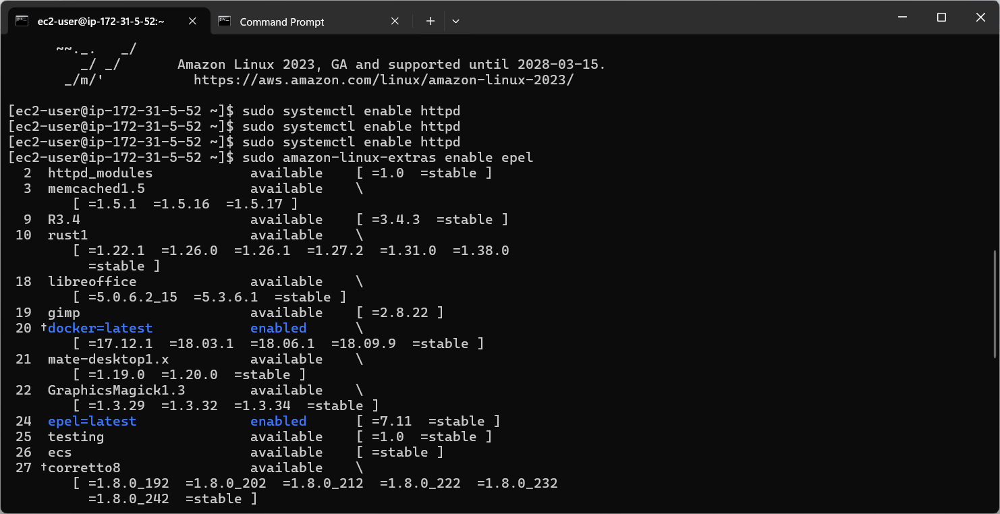 ec2-user@ip-172-31-5-52:~
Command Prompt
~~._.   _/
_/ _/       Amazon Linux 2023, GA and supported until 2028-03-15.
_/m/'           https://aws.amazon.com/linux/amazon-linux-2023/
[ec2-user@ip-172-31-5-52 ~]$ sudo systemctl enable httpd
[ec2-user@ip-172-31-5-52 ~]$ sudo systemctl enable httpd
[ec2-user@ip-172-31-5-52 ~]$ sudo systemctl enable httpd
[ec2-user@ip-172-31-5-52 ~]$ sudo amazon-linux-extras enable epel
2  httpd_modules            available    [ =1.0  =stable ]
3  memcached1.5             available    \
[ =1.5.1  =1.5.16  =1.5.17 ]
9  R3.4                     available    [ =3.4.3  =stable ]
10  rust1                    available    \
[ =1.22.1  =1.26.0  =1.26.1  =1.27.2  =1.31.0  =1.38.0
=stable ]
18  libreoffice              available    \
[ =5.0.6.2_15  =5.3.6.1  =stable ]
19  gimp                     available    [ =2.8.22 ]
20 †docker=latest            enabled      \
[ =17.12.1  =18.03.1  =18.06.1  =18.09.9  =stable ]
21  mate-desktop1.x          available    \
[ =1.19.0  =1.20.0  =stable ]
22  GraphicsMagick1.3        available    \
[ =1.3.29  =1.3.32  =1.3.34  =stable ]
24  epel=latest              enabled      [ =7.11  =stable ]
25  testing                  available    [ =1.0  =stable ]
26  ecs                      available    [ =stable ]
27 †corretto8                available    \
[ =1.8.0_192  =1.8.0_202  =1.8.0_212  =1.8.0_222  =1.8.0_232
=1.8.0_242  =stable ]